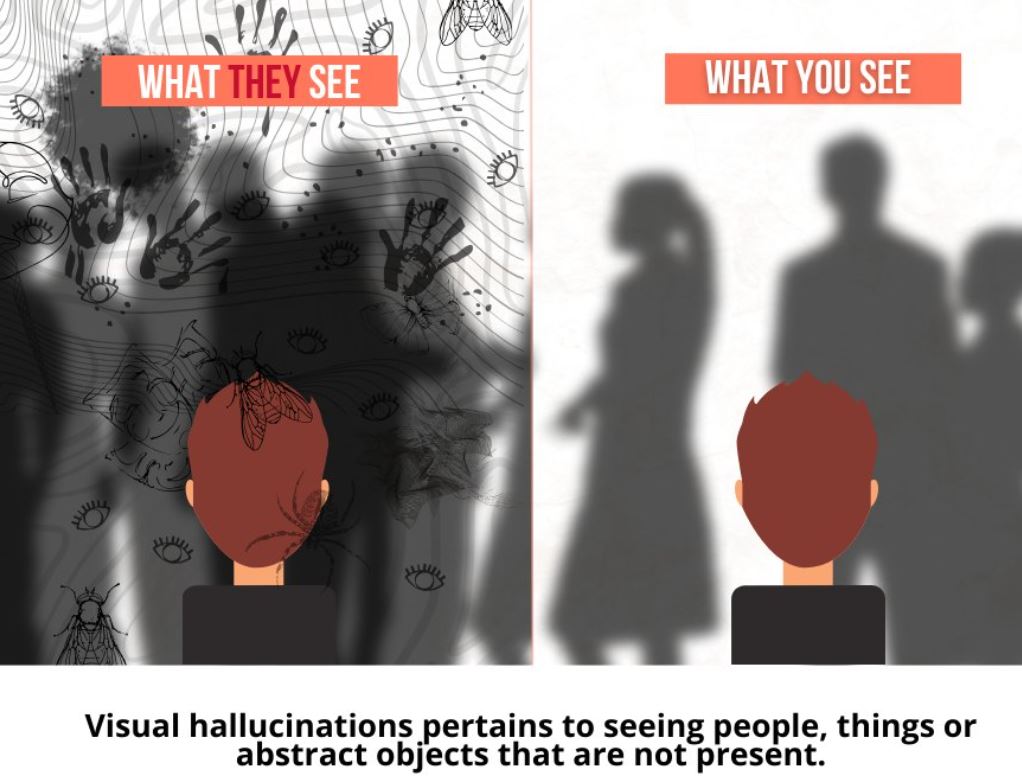 WHAT THEY SEE
WHAT YOU SEE
Visual hallucinations pertains to seeing people, things or
abstract objects that are not present.